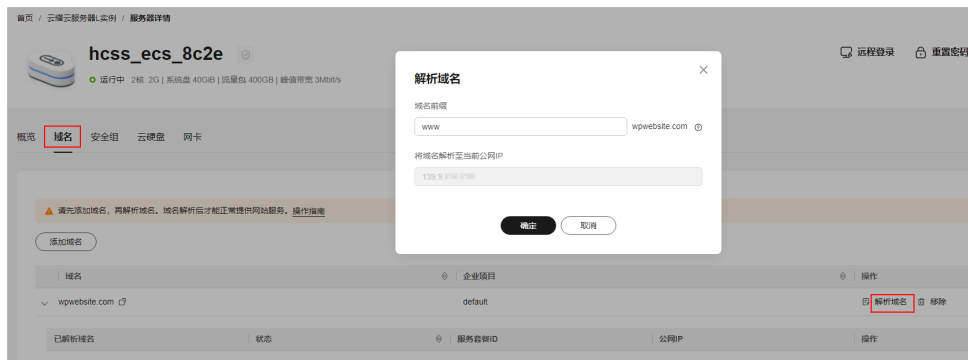 首页 / 云耀云服务器L实例 / 服务器详情
hcss_ecs_8c2e
运行中 2核 2G | 系统盘 40GiB | 流量包 400GB | 峰值带宽 3Mbit/s
远程登录 重置密码
概览 域名 安全组 云硬盘 网卡
解析域名
域名前缀
www wpwebsite.com
将域名解析至当前公网IP
139.9.
确定 取消
请先添加域名，再解析域名。域名解析后才能正常提供网站服务。操作指南
添加域名
域名 企业项目 操作
wpwebsite.com default 解析域名 移除
已解析域名 状态 服务套餐ID 公网IP 操作